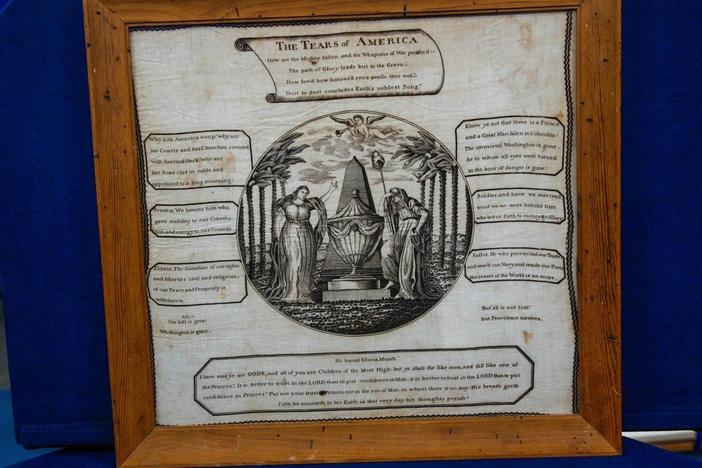 THE TEARS of AMERICA
How are the Mighty fallen, and the Weapons of War perished:-
The path of Glory leads but to the Grave:-
How lov'd how honour'd once avails thee not:-
Dust to dust concludes Earth's noblest Song:-
Why doth America weep? why are
her Courts and her Churches covered
with funeral black? why are
her Sons clad in sable and
appointed to a long mourning:
Senator. We lament him who
gave stability to our
and energy to our
Citizen. The Guardian of our rights
and liberties civil and religious,
of our Peace and Prosperity is
withdrawn.
All:-
Our loss is great
Washington is gone.
Know ye not that there is a Prince
and a Great Man fallen in Columbia?
The immortal Washington is gone.
he to whom all eyes were turned
in the hour of danger is gone:
Soldier and have we survived
must we no more behold him
who led us forth to victory & Glory
Sailor. He who protected our Trade
and rear'd our Navy, and made our Ports
the resort of the World is no more.
But all is not lost
but Providence survives.
Sic transit Gloria Mundi.
I have said ye are GODS, and all of you are Children of the Most High: but ye shall die like men, and fall like one of
the Princes". It is better to trust in the LORD than to put confidence in Man. it is better to trust in the LORD than to put
confidence in Princes" Put not your trust in Princes, nor in the son of Man, in whom there is no stay. His breath goeth
forth, he returneth to his Earth, in that very day his thoughts perish"